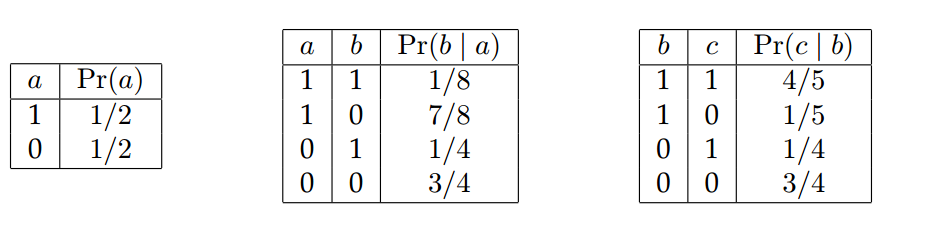 a Pr(a)
1 1/2
0 1/2
a b Pr(b | a)
1 1 1/8
1 0 7/8
0 1 1/4
0 0 3/4
b c Pr(c | b)
1 1 4/5
1 0 1/5
0 1 1/4
0 0 3/4